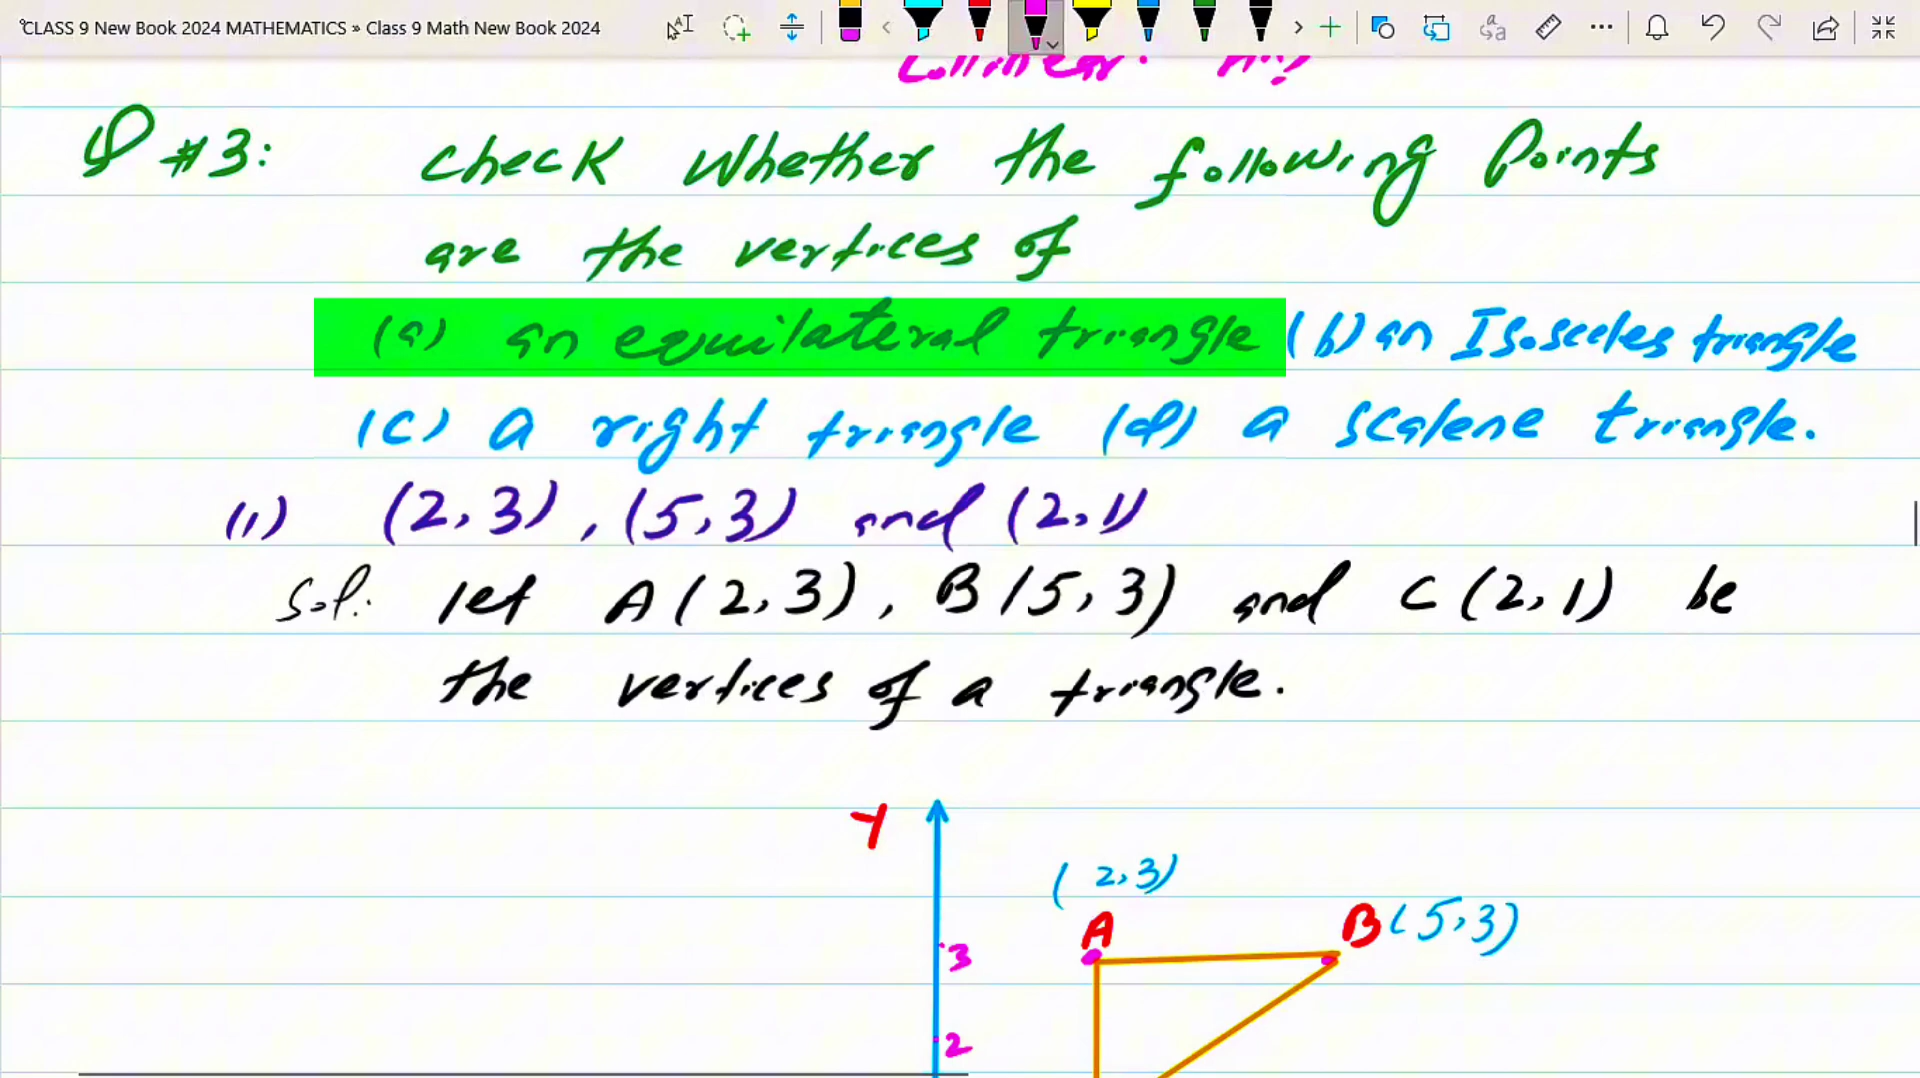 CLASS 9 New Book 2024 MATHEMATICS » Class 9 Math New Book 2024
Collinear. Ans
Q #3: Check Whether the following Points
are the vertices of
(a) an equilateral triangle (b) an Isosceles triangle
(c) a right triangle (d) a scalene triangle.
(i) (2,3), (5,3) and (2,1)
Sol: let A(2,3), B(5,3) and C(2,1) be
the vertices of a triangle.
Y
(2,3)
A
B(5,3)
3
2